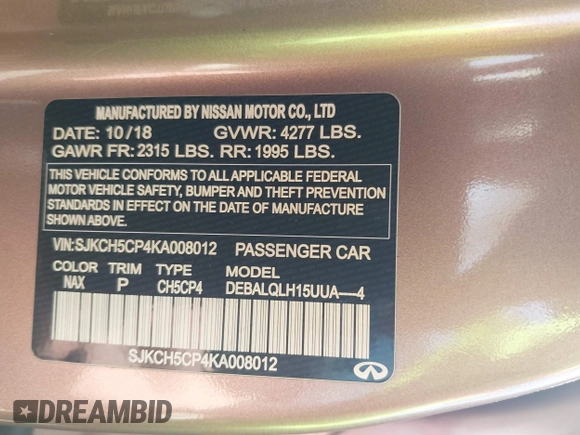 MANUFACTURED BY NISSAN MOTOR CO., LTD
DATE: 10/18 GVWR: 4277 LBS.
GAWR FR: 2315 LBS. RR: 1995 LBS.
THIS VEHICLE CONFORMS TO ALL APPLICABLE FEDERAL
MOTOR VEHICLE SAFETY, BUMPER AND THEFT PREVENTION
STANDARDS IN EFFECT ON THE DATE OF MANUFACTURE
SHOWN ABOVE.
VIN:SJKCH5CP4KA008012 PASSENGER CAR
COLOR TRIM TYPE MODEL
NAX P CH5CP4 DEBALQLH15UUA—4
SJKCH5CP4KA008012
DREAMBID